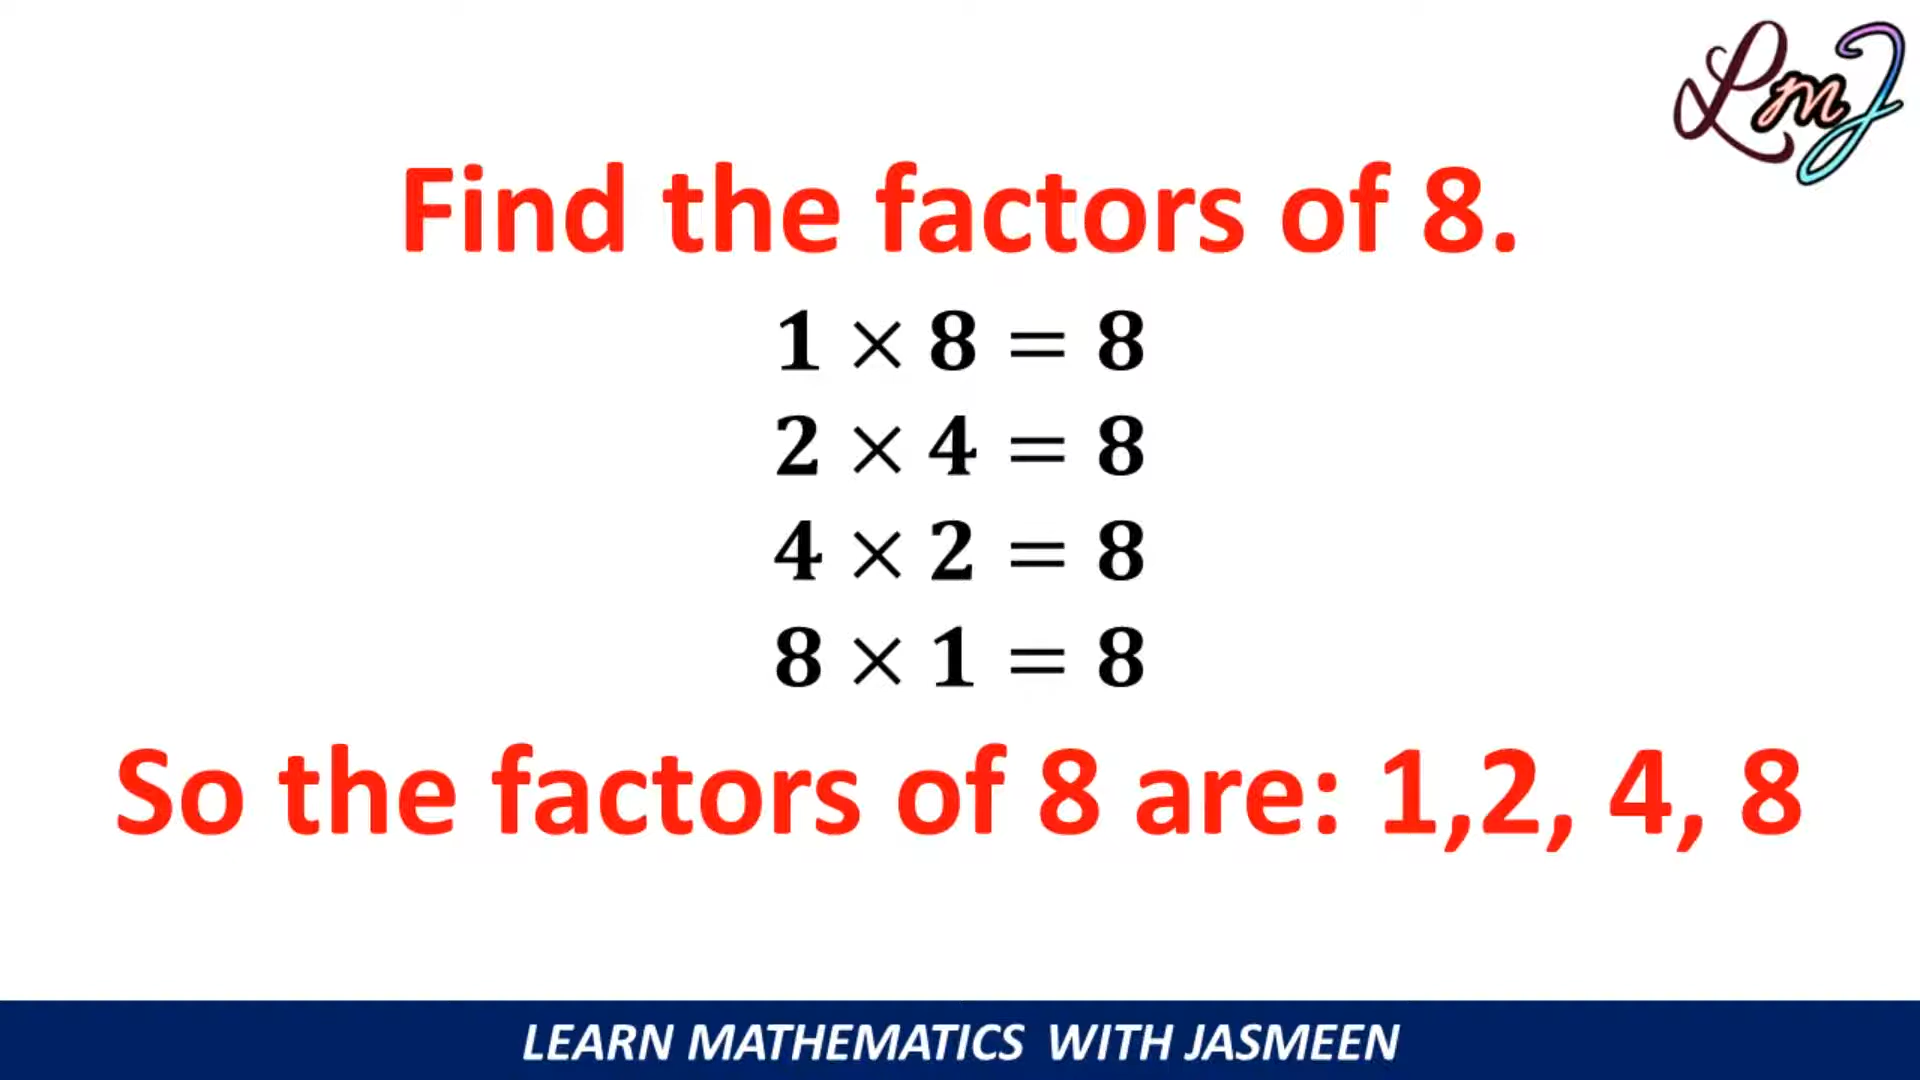 LmJ
Find the factors of 8.
1 × 8 = 8
2 × 4 = 8
4 × 2 = 8
8 × 1 = 8
So the factors of 8 are: 1,2, 4, 8
LEARN MATHEMATICS WITH JASMEEN